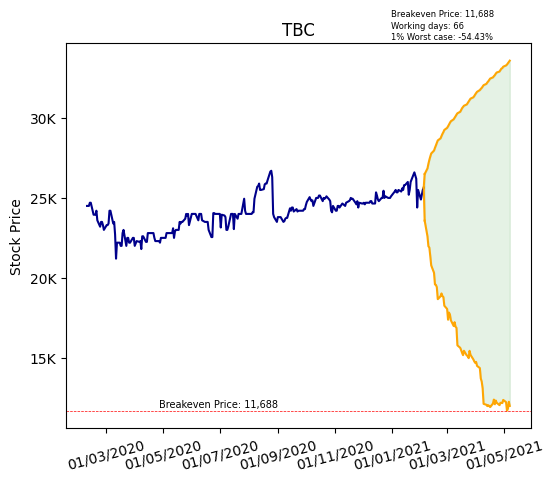 Breakeven Price: 11,688
Working days: 66
1% Worst case: -54.43%
TBC
Stock Price
30K
25K
20K
15K
Breakeven Price: 11,688
01/03/2020
01/05/2020
01/07/2020
01/09/2020
01/11/2020
01/01/2021
01/03/2021
01/05/2021